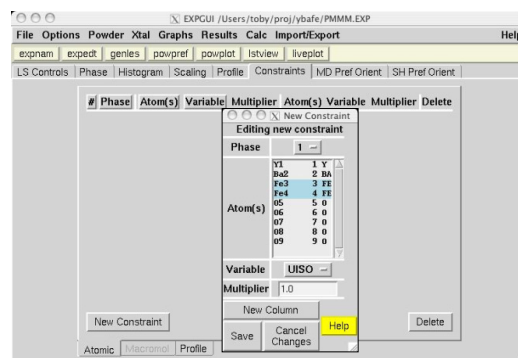 EXPGUI /Users/toby/proj/ybafe/PMMM.EXP
File Options Powder Xtal Graphs Results Calc Import/Export Help
expnam expedt genles powpref powplot lstview liveplot
LS Controls Phase Histogram Scaling Profile Constraints MD Pref Orient SH Pref Orient
# Phase Atom(s) Variable Multiplier Atom(s) Variable Multiplier Delete
New Constraint
Editing new constraint
Phase 1
Atom(s)
Y1 1 Y
Ba2 2 BA
Fe3 3 FE
Fe4 4 FE
O5 5 O
O6 6 O
O7 7 O
O8 8 O
O9 9 O
Variable UISO
Multiplier 1.0
New Column
Save Cancel Changes Help
New Constraint Delete
Atomic Macromol Profile